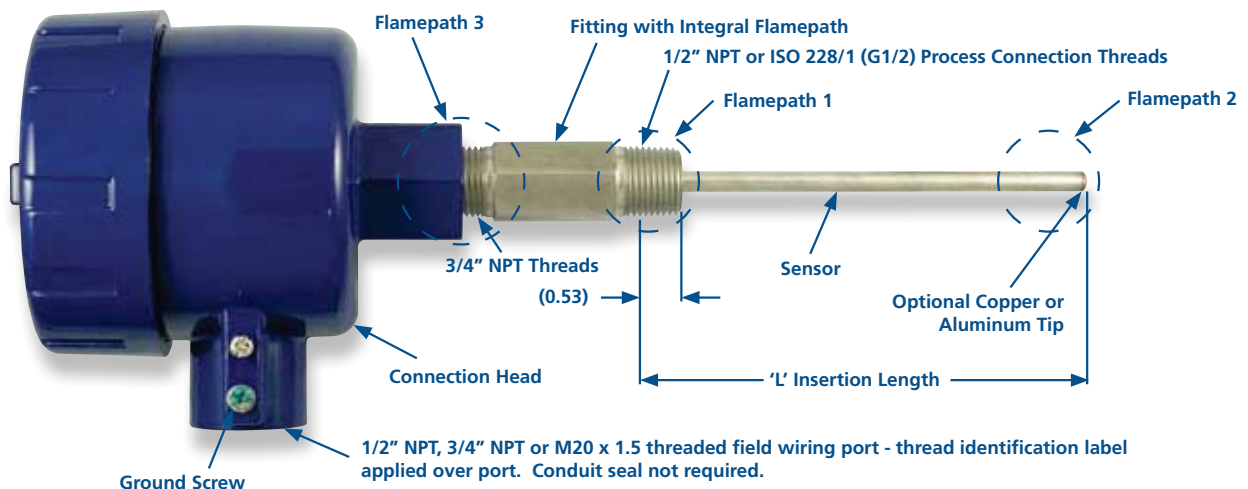 Flamepath 3
Fitting with Integral Flamepath
1/2” NPT or ISO 228/1 (G1/2) Process Connection Threads
Flamepath 1
Flamepath 2
3/4” NPT Threads
(0.53)
Sensor
Optional Copper or
Aluminum Tip
Connection Head
‘L’ Insertion Length
1/2” NPT, 3/4” NPT or M20 x 1.5 threaded field wiring port - thread identification label
applied over port.  Conduit seal not required.
Ground Screw